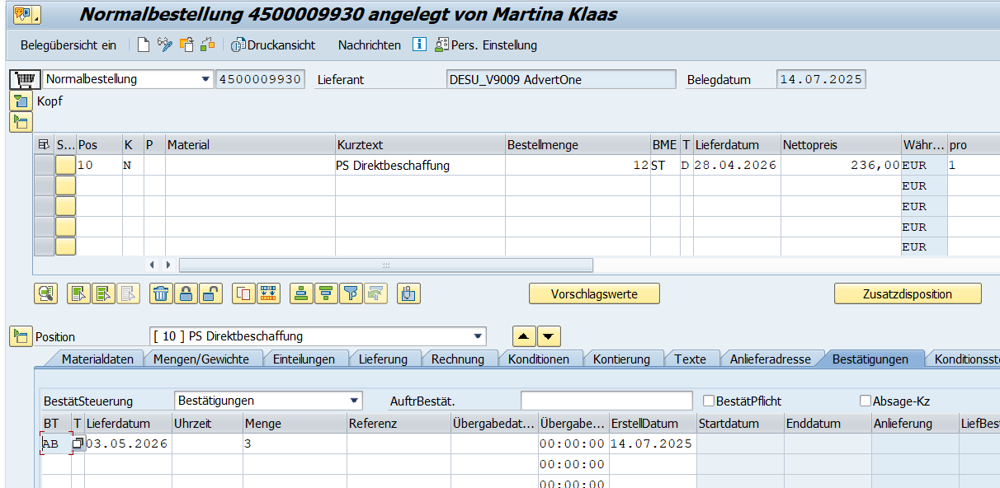 Normalbestellung 4500009930 angelegt von Martina Klaas
Belegübersicht ein Druckansicht Nachrichten Pers. Einstellung
Normalbestellung 4500009930 Lieferant DESU_V9009 AdvertOne Belegdatum 14.07.2025
Kopf
S... Pos K P Material Kurztext Bestellmenge BME T Lieferdatum Nettopreis Währ... pro
10 N PS Direktbeschaffung 12 ST D 28.04.2026 236,00 EUR 1
EUR
EUR
EUR
EUR
Vorschlagswerte Zusatzdisposition
Position [ 10 ] PS Direktbeschaffung
Materialdaten Mengen/Gewichte Einteilungen Lieferung Rechnung Konditionen Kontierung Texte Anlieferadresse Bestätigungen Konditionsst
BestätSteuerung Bestätigungen AuftrBestät. BestätPflicht Absage-Kz
BT T Lieferdatum Uhrzeit Menge Referenz Übergabedat... Übergabe... ErstellDatum Startdatum Enddatum Anlieferung LiefBes
AB 03.05.2026 3 00:00:00 14.07.2025
00:00:00
00:00:00